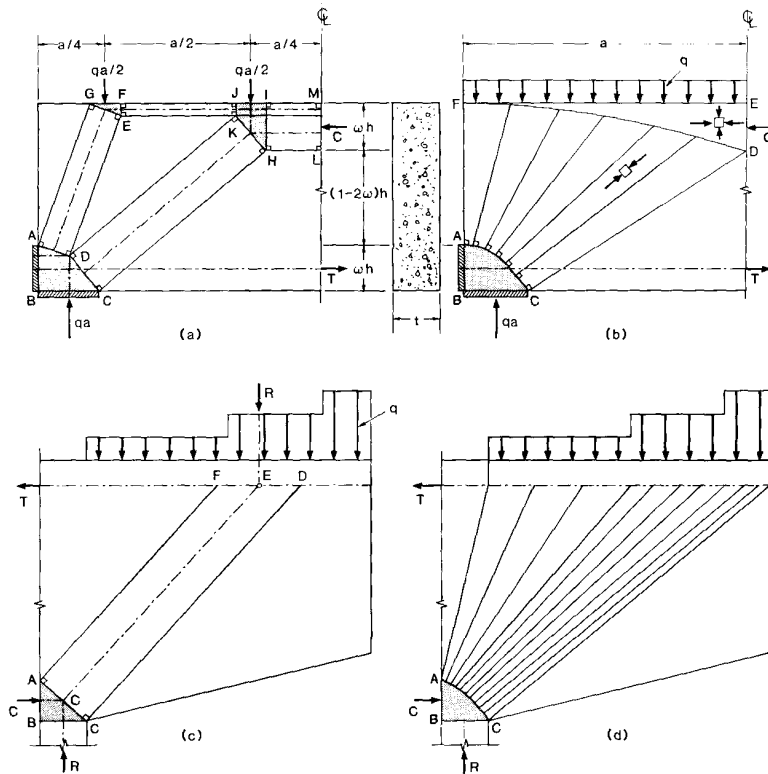 ℄ ℄
a/4 a/2 a/4 a
qa/2 qa/2 q
G F J I M F E
E K C ωh C
H L D
(1-2ω)h
A A
D ωh
T T
B C B C
qa t qa
(a) (b)
R
q
F E D
T T
A A
C C C
B C B C
R (c) R (d)